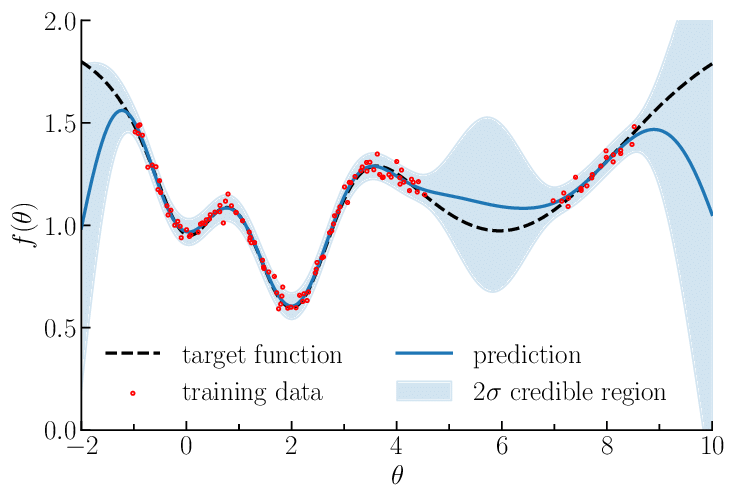 2.0
1.5
1.0
0.5
0.0
f(θ)
target function
prediction
training data
2σ credible region
−2 0 2 4 6 8 10
θ